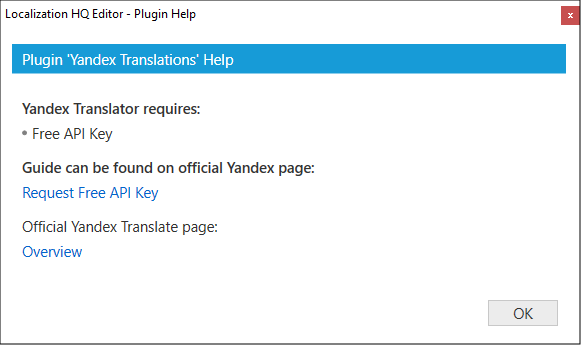 Localization HQ Editor - Plugin Help
x
Plugin 'Yandex Translations' Help
Yandex Translator requires:
• Free API Key
Guide can be found on official Yandex page:
Request Free API Key
Official Yandex Translate page:
Overview
OK